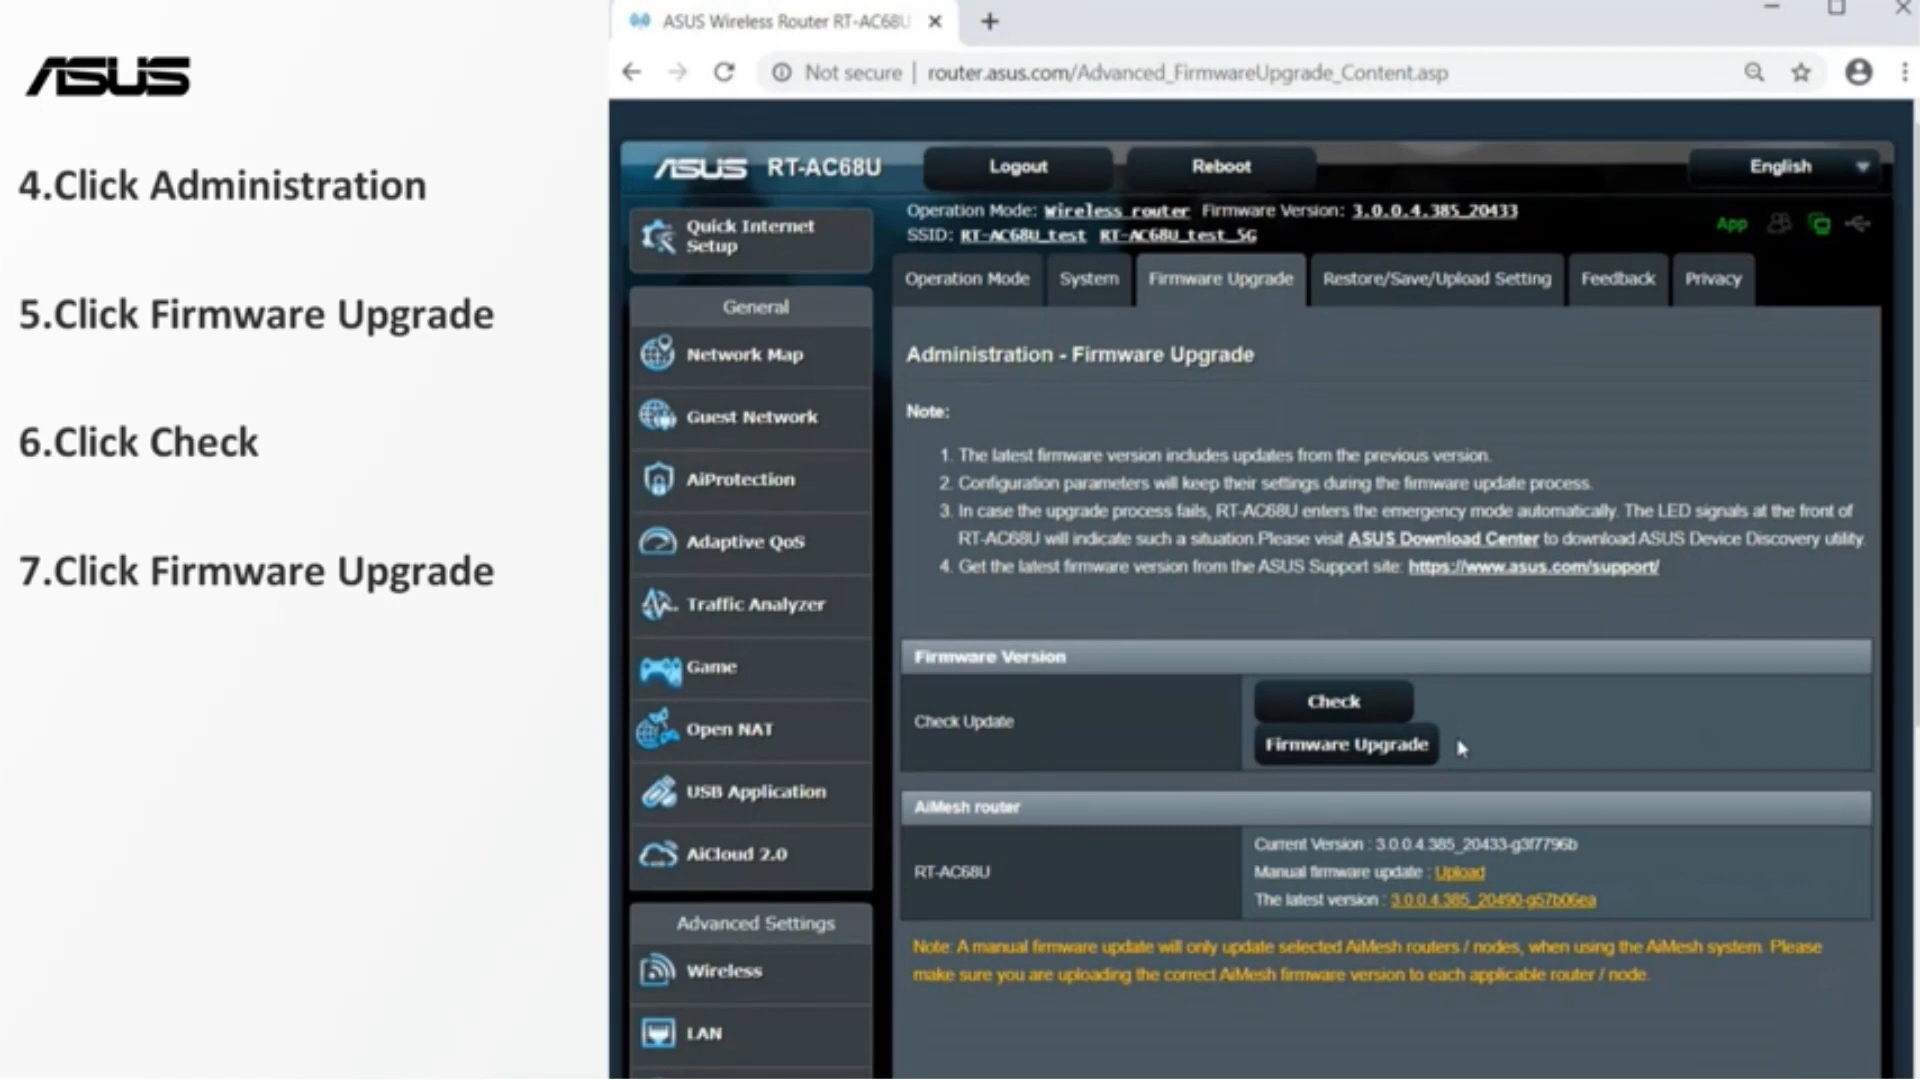 ASUS
4.Click Administration
5.Click Firmware Upgrade
6.Click Check
7.Click Firmware Upgrade
ASUS Wireless Router RT-AC68U
Not secure | router.asus.com/Advanced_FirmwareUpgrade_Content.asp
ASUS RT-AC68U
Logout
Reboot
English
Quick Internet
Setup
General
Network Map
Guest Network
AiProtection
Adaptive QoS
Traffic Analyzer
Game
Open NAT
USB Application
AiCloud 2.0
Advanced Settings
Wireless
LAN
Operation Mode: Wireless router Firmware Version: 3.0.0.4.385_20433
SSID: RT-AC68U_test RT-AC68U_test_5G
App
Operation Mode
System
Firmware Upgrade
Restore/Save/Upload Setting
Feedback
Privacy
Administration - Firmware Upgrade
Note:
1. The latest firmware version includes updates from the previous version.
2. Configuration parameters will keep their settings during the firmware update process.
3. In case the upgrade process fails, RT-AC68U enters the emergency mode automatically. The LED signals at the front of
RT-AC68U will indicate such a situation.Please visit ASUS Download Center to download ASUS Device Discovery utility.
4. Get the latest firmware version from the ASUS Support site: https://www.asus.com/support/
Firmware Version
Check Update
Check
Firmware Upgrade
AiMesh router
RT-AC68U
Current Version : 3.0.0.4.385_20433-g3f7796b
Manual firmware update : Upload
The latest version : 3.0.0.4.385_20490-g57b06ea
Note: A manual firmware update will only update selected AiMesh routers / nodes, when using the AiMesh system. Please
make sure you are uploading the correct AiMesh firmware version to each applicable router / node.